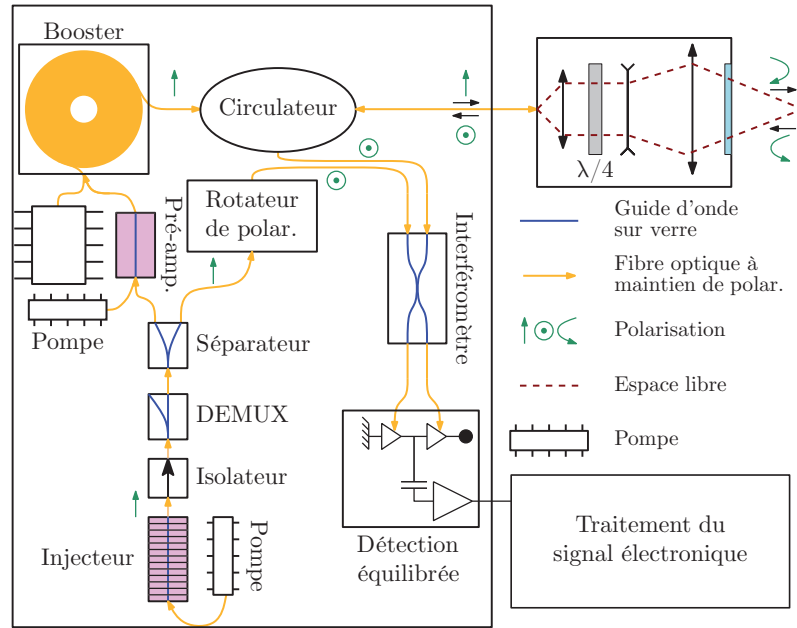 Booster
Circulateur
λ/4
Rotateur
de polar.
Pré-amp.
Interféromètre
Guide d'onde
sur verre
Fibre optique à
maintien de polar.
Pompe
Séparateur
Polarisation
Espace libre
DEMUX
Pompe
Isolateur
Injecteur
Pompe
Détection
équilibrée
Traitement du
signal électronique